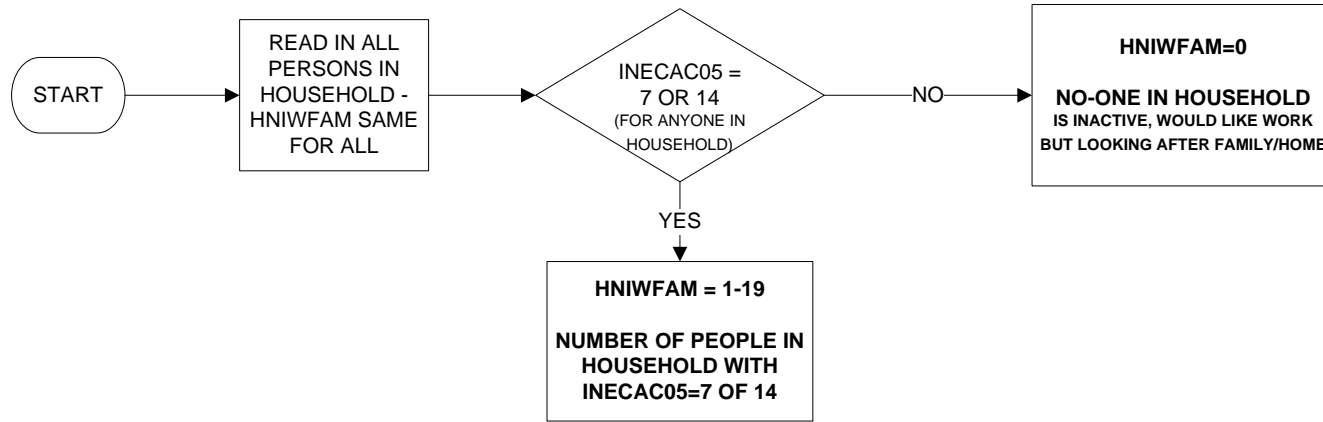 START
READ IN ALL
PERSONS IN
HOUSEHOLD -
HNIWFAM SAME
FOR ALL
INECAC05 =
7 OR 14
(FOR ANYONE IN
HOUSEHOLD)
NO
HNIWFAM=0
NO-ONE IN HOUSEHOLD
IS INACTIVE, WOULD LIKE WORK
BUT LOOKING AFTER FAMILY/HOME
YES
HNIWFAM = 1-19
NUMBER OF PEOPLE IN
HOUSEHOLD WITH
INECAC05=7 OF 14